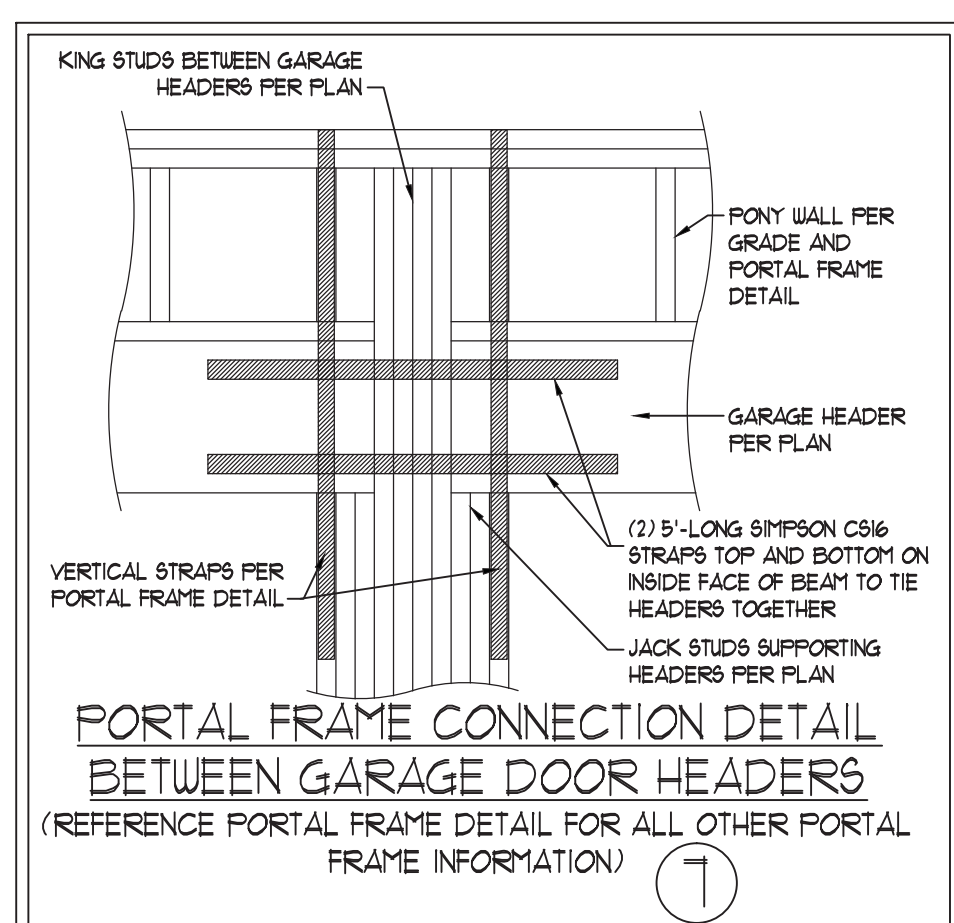 KING STUDS BETWEEN GARAGE
HEADERS PER PLAN
PONY WALL PER
GRADE AND
PORTAL FRAME
DETAIL
GARAGE HEADER
PER PLAN
(2) 5'-LONG SIMPSON CS16
STRAPS TOP AND BOTTOM ON
INSIDE FACE OF BEAM TO TIE
HEADERS TOGETHER
VERTICAL STRAPS PER
PORTAL FRAME DETAIL
JACK STUDS SUPPORTING
HEADERS PER PLAN
PORTAL FRAME CONNECTION DETAIL
BETWEEN GARAGE DOOR HEADERS
(REFERENCE PORTAL FRAME DETAIL FOR ALL OTHER PORTAL
FRAME INFORMATION)
7